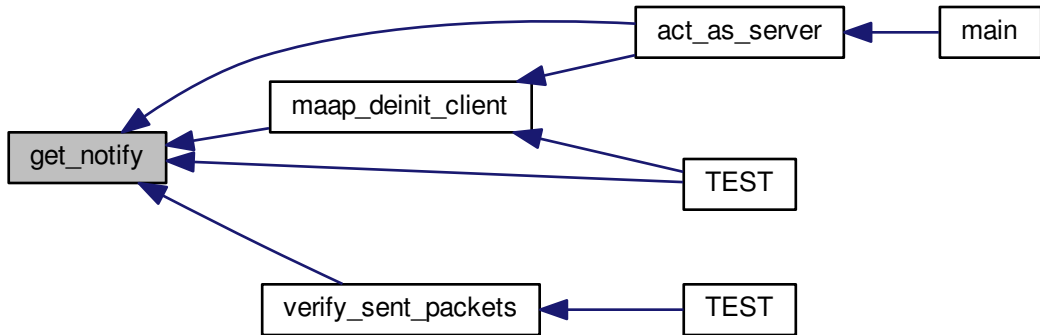 act_as_server
main
maap_deinit_client
get_notify
TEST
verify_sent_packets
TEST